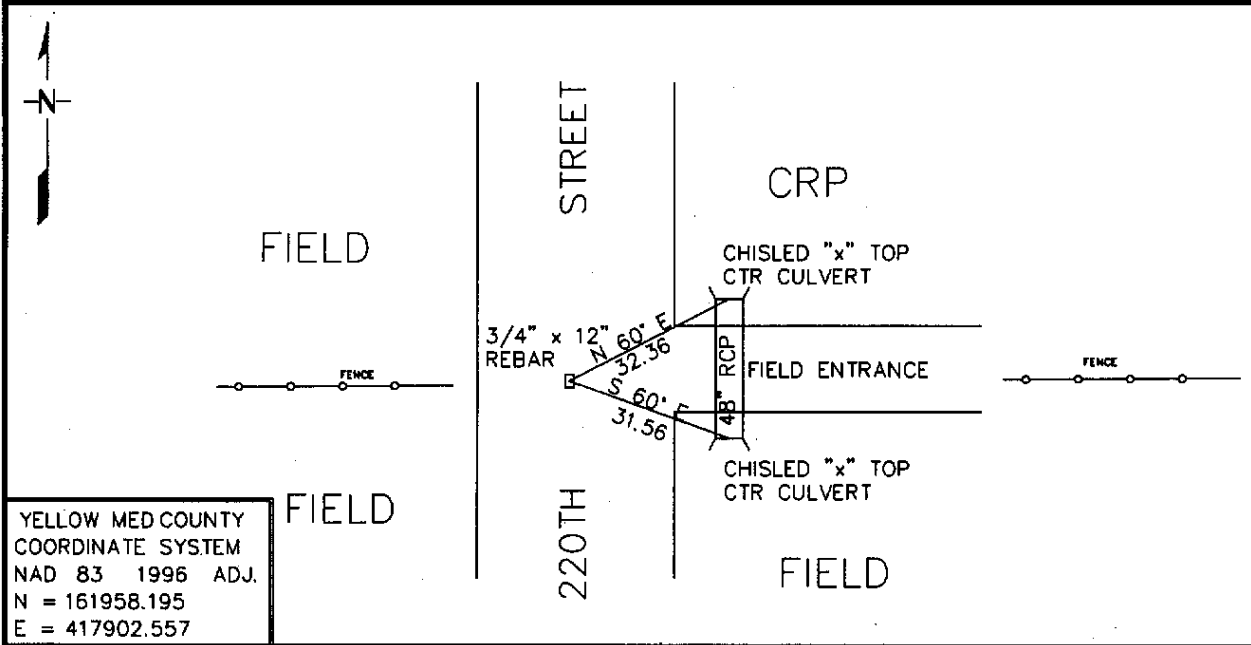 N
STREET
CRP
FIELD
CHISLED "x" TOP
CTR CULVERT
3/4" x 12"
REBAR
N 60° E
32.36
FENCE
48" RCP
FIELD ENTRANCE
FENCE
S 60° E
31.56
CHISLED "x" TOP
CTR CULVERT
FIELD
220TH
FIELD
YELLOW MED COUNTY
COORDINATE SYSTEM
NAD 83 1996 ADJ.
N = 161958.195
E = 417902.557